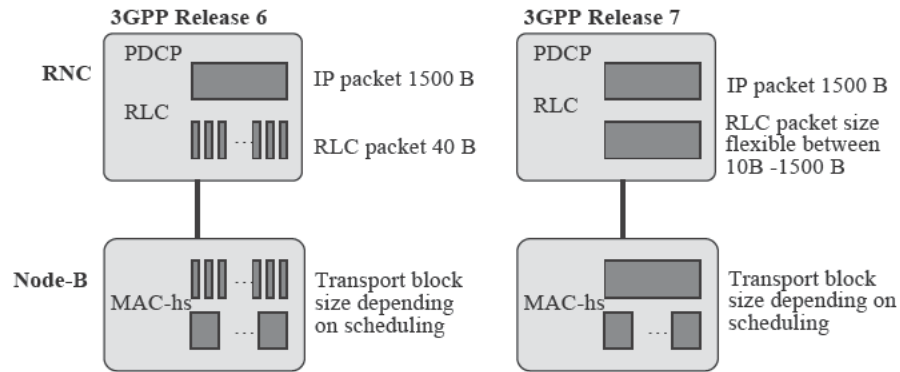 3GPP Release 6
RNC
PDCP
IP packet 1500 B
RLC
...
RLC packet 40 B
Node-B
...
MAC-hs
...
Transport block
size depending
on scheduling
3GPP Release 7
PDCP
IP packet 1500 B
RLC
RLC packet size
flexible between
10B -1500 B
MAC-hs
...
Transport block
size depending on
scheduling